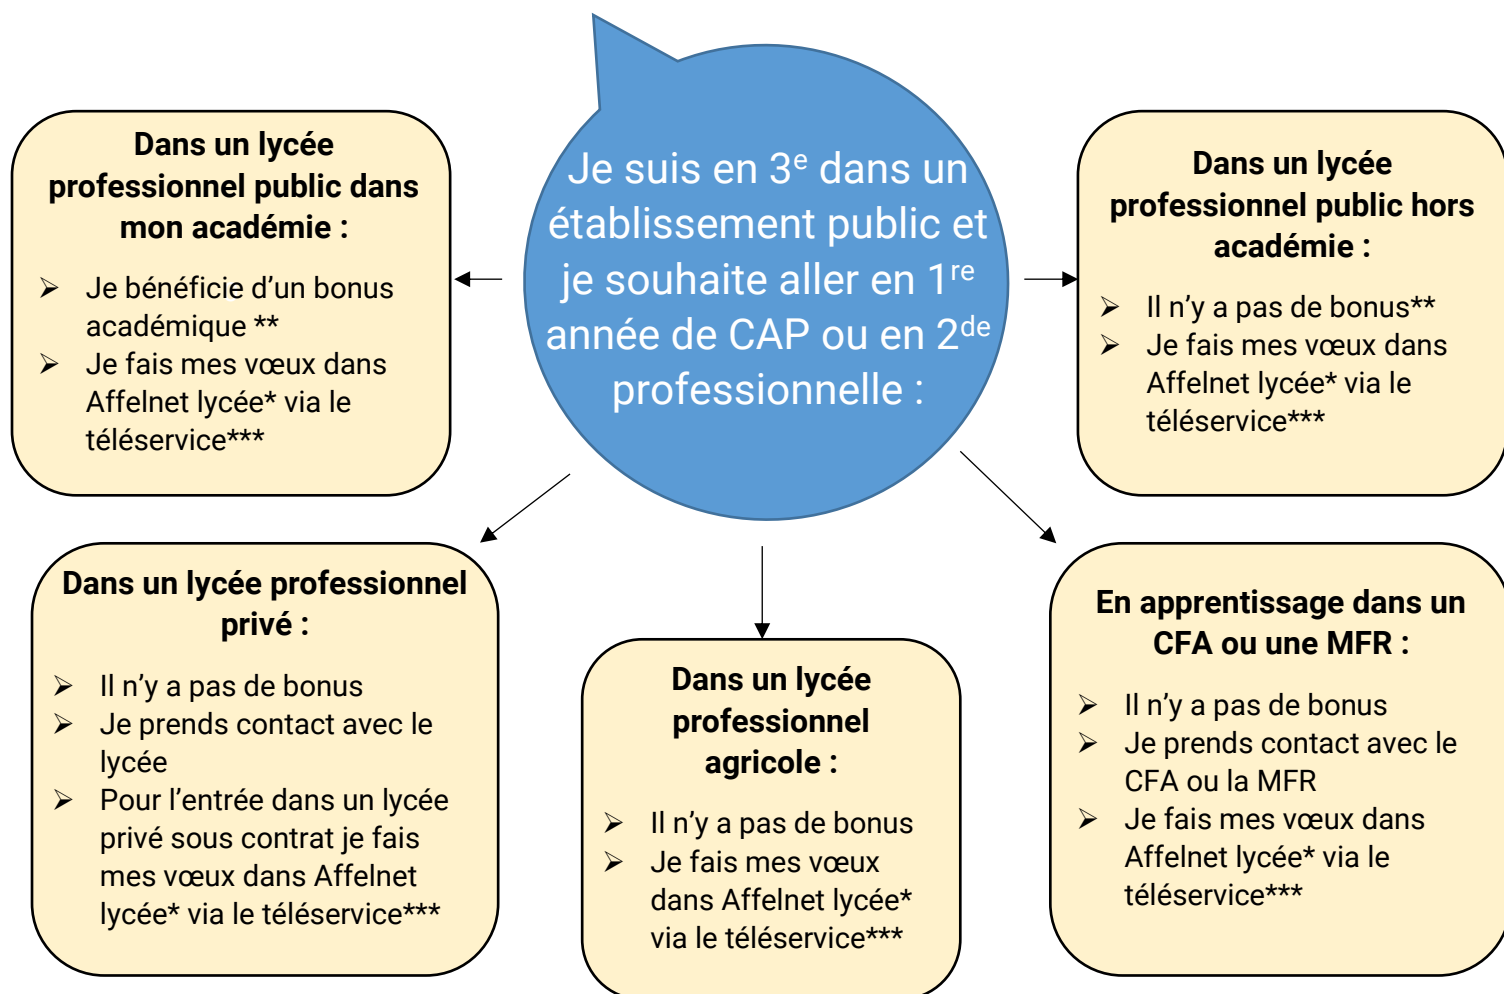 Je suis en 3e dans un
établissement public et
je souhaite aller en 1re
année de CAP ou en 2de
professionnelle :
Dans un lycée
professionnel public dans
mon académie :
➢ Je bénéficie d’un bonus
académique **
➢ Je fais mes vœux dans
Affelnet lycée* via le
téléservice***
Dans un lycée
professionnel public hors
académie :
➢ Il n’y a pas de bonus**
➢ Je fais mes vœux dans
Affelnet lycée* via le
téléservice***
Dans un lycée professionnel
privé :
➢ Il n’y a pas de bonus
➢ Je prends contact avec le
lycée
➢ Pour l’entrée dans un lycée
privé sous contrat je fais
mes vœux dans Affelnet
lycée* via le téléservice***
Dans un lycée
professionnel
agricole :
➢ Il n’y a pas de bonus
➢ Je fais mes vœux
dans Affelnet lycée*
via le téléservice***
En apprentissage dans un
CFA ou une MFR :
➢ Il n’y a pas de bonus
➢ Je prends contact avec le
CFA ou la MFR
➢ Je fais mes vœux dans
Affelnet lycée* via le
téléservice***